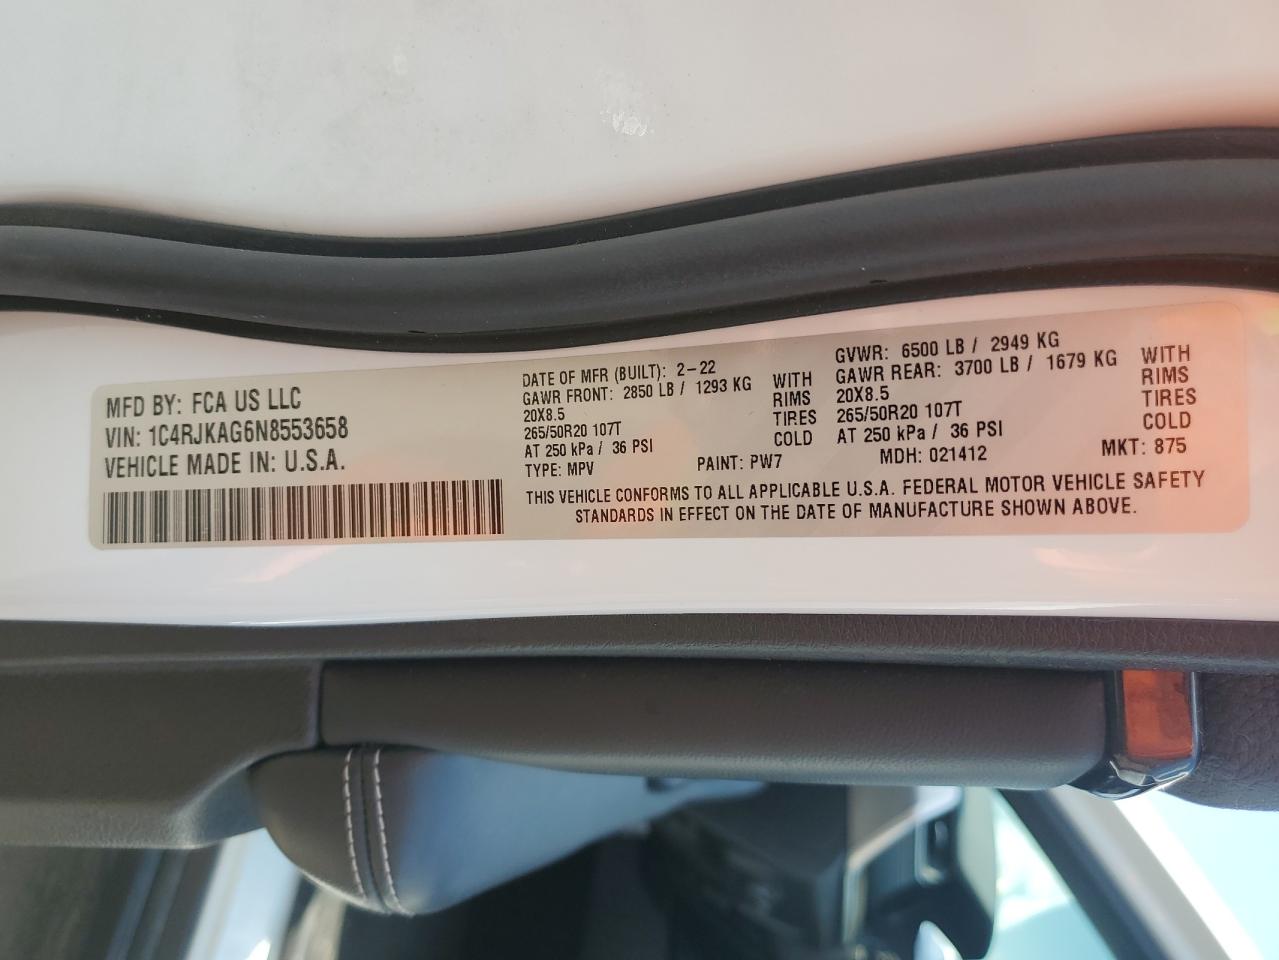 MFD BY: FCA US LLC
VIN: 1C4RJKAG6N8553658
VEHICLE MADE IN: U.S.A.
DATE OF MFR (BUILT): 2-22
GAWR FRONT: 2850 LB / 1293 KG WITH
20X8.5 RIMS
265/50R20 107T TIRES
AT 250 kPa / 36 PSI COLD
TYPE: MPV PAINT: PW7
GVWR: 6500 LB / 2949 KG
GAWR REAR: 3700 LB / 1679 KG WITH
20X8.5 RIMS
265/50R20 107T TIRES
AT 250 kPa / 36 PSI COLD
MDH: 021412 MKT: 875
THIS VEHICLE CONFORMS TO ALL APPLICABLE U.S.A. FEDERAL MOTOR VEHICLE SAFETY
STANDARDS IN EFFECT ON THE DATE OF MANUFACTURE SHOWN ABOVE.